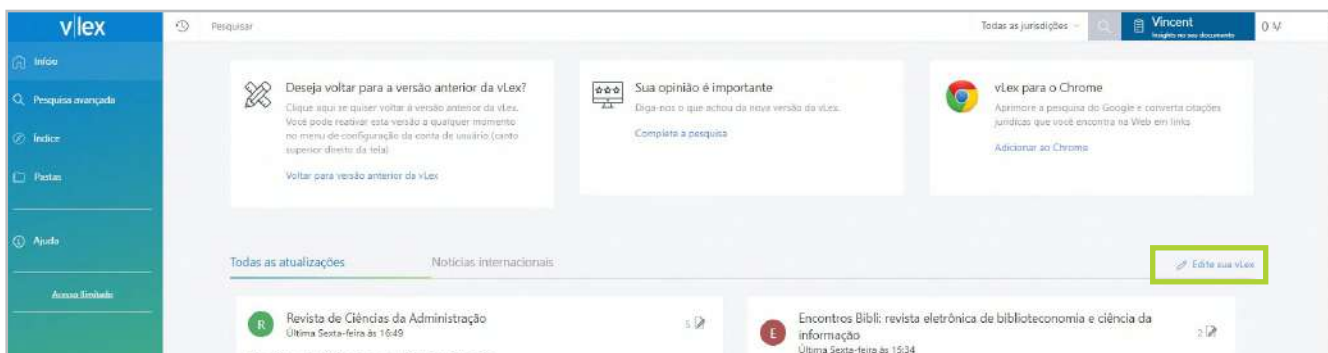 v|lex
Pesquisar
Todas as jurisdições
Vincent
Insights no seu documento
Início
Pesquisa avançada
Índice
Pastas
Ajuda
Acesso Ilimitado
Deseja voltar para a versão anterior da vLex?
Clique aqui se quiser voltar à versão anterior da vLex.
Você pode reativar esta versão a qualquer momento
no menu de configuração da conta de usuário (canto
superior direito da tela)
Voltar para versão anterior da vLex
Sua opinião é importante
Diga-nos o que achou da nova versão da vLex.
Complete a pesquisa
vLex para o Chrome
Aprimore a pesquisa do Google e converta citações
jurídicas que você encontra na Web em links
Adicionar ao Chrome
Todas as atualizações
Notícias internacionais
Edite sua vLex
R
Revista de Ciências da Administração
Última Sexta-feira às 16:49
5
E
Encontros Bibli: revista eletrônica de biblioteconomia e ciência da
informação
Última Sexta-feira às 15:34
2